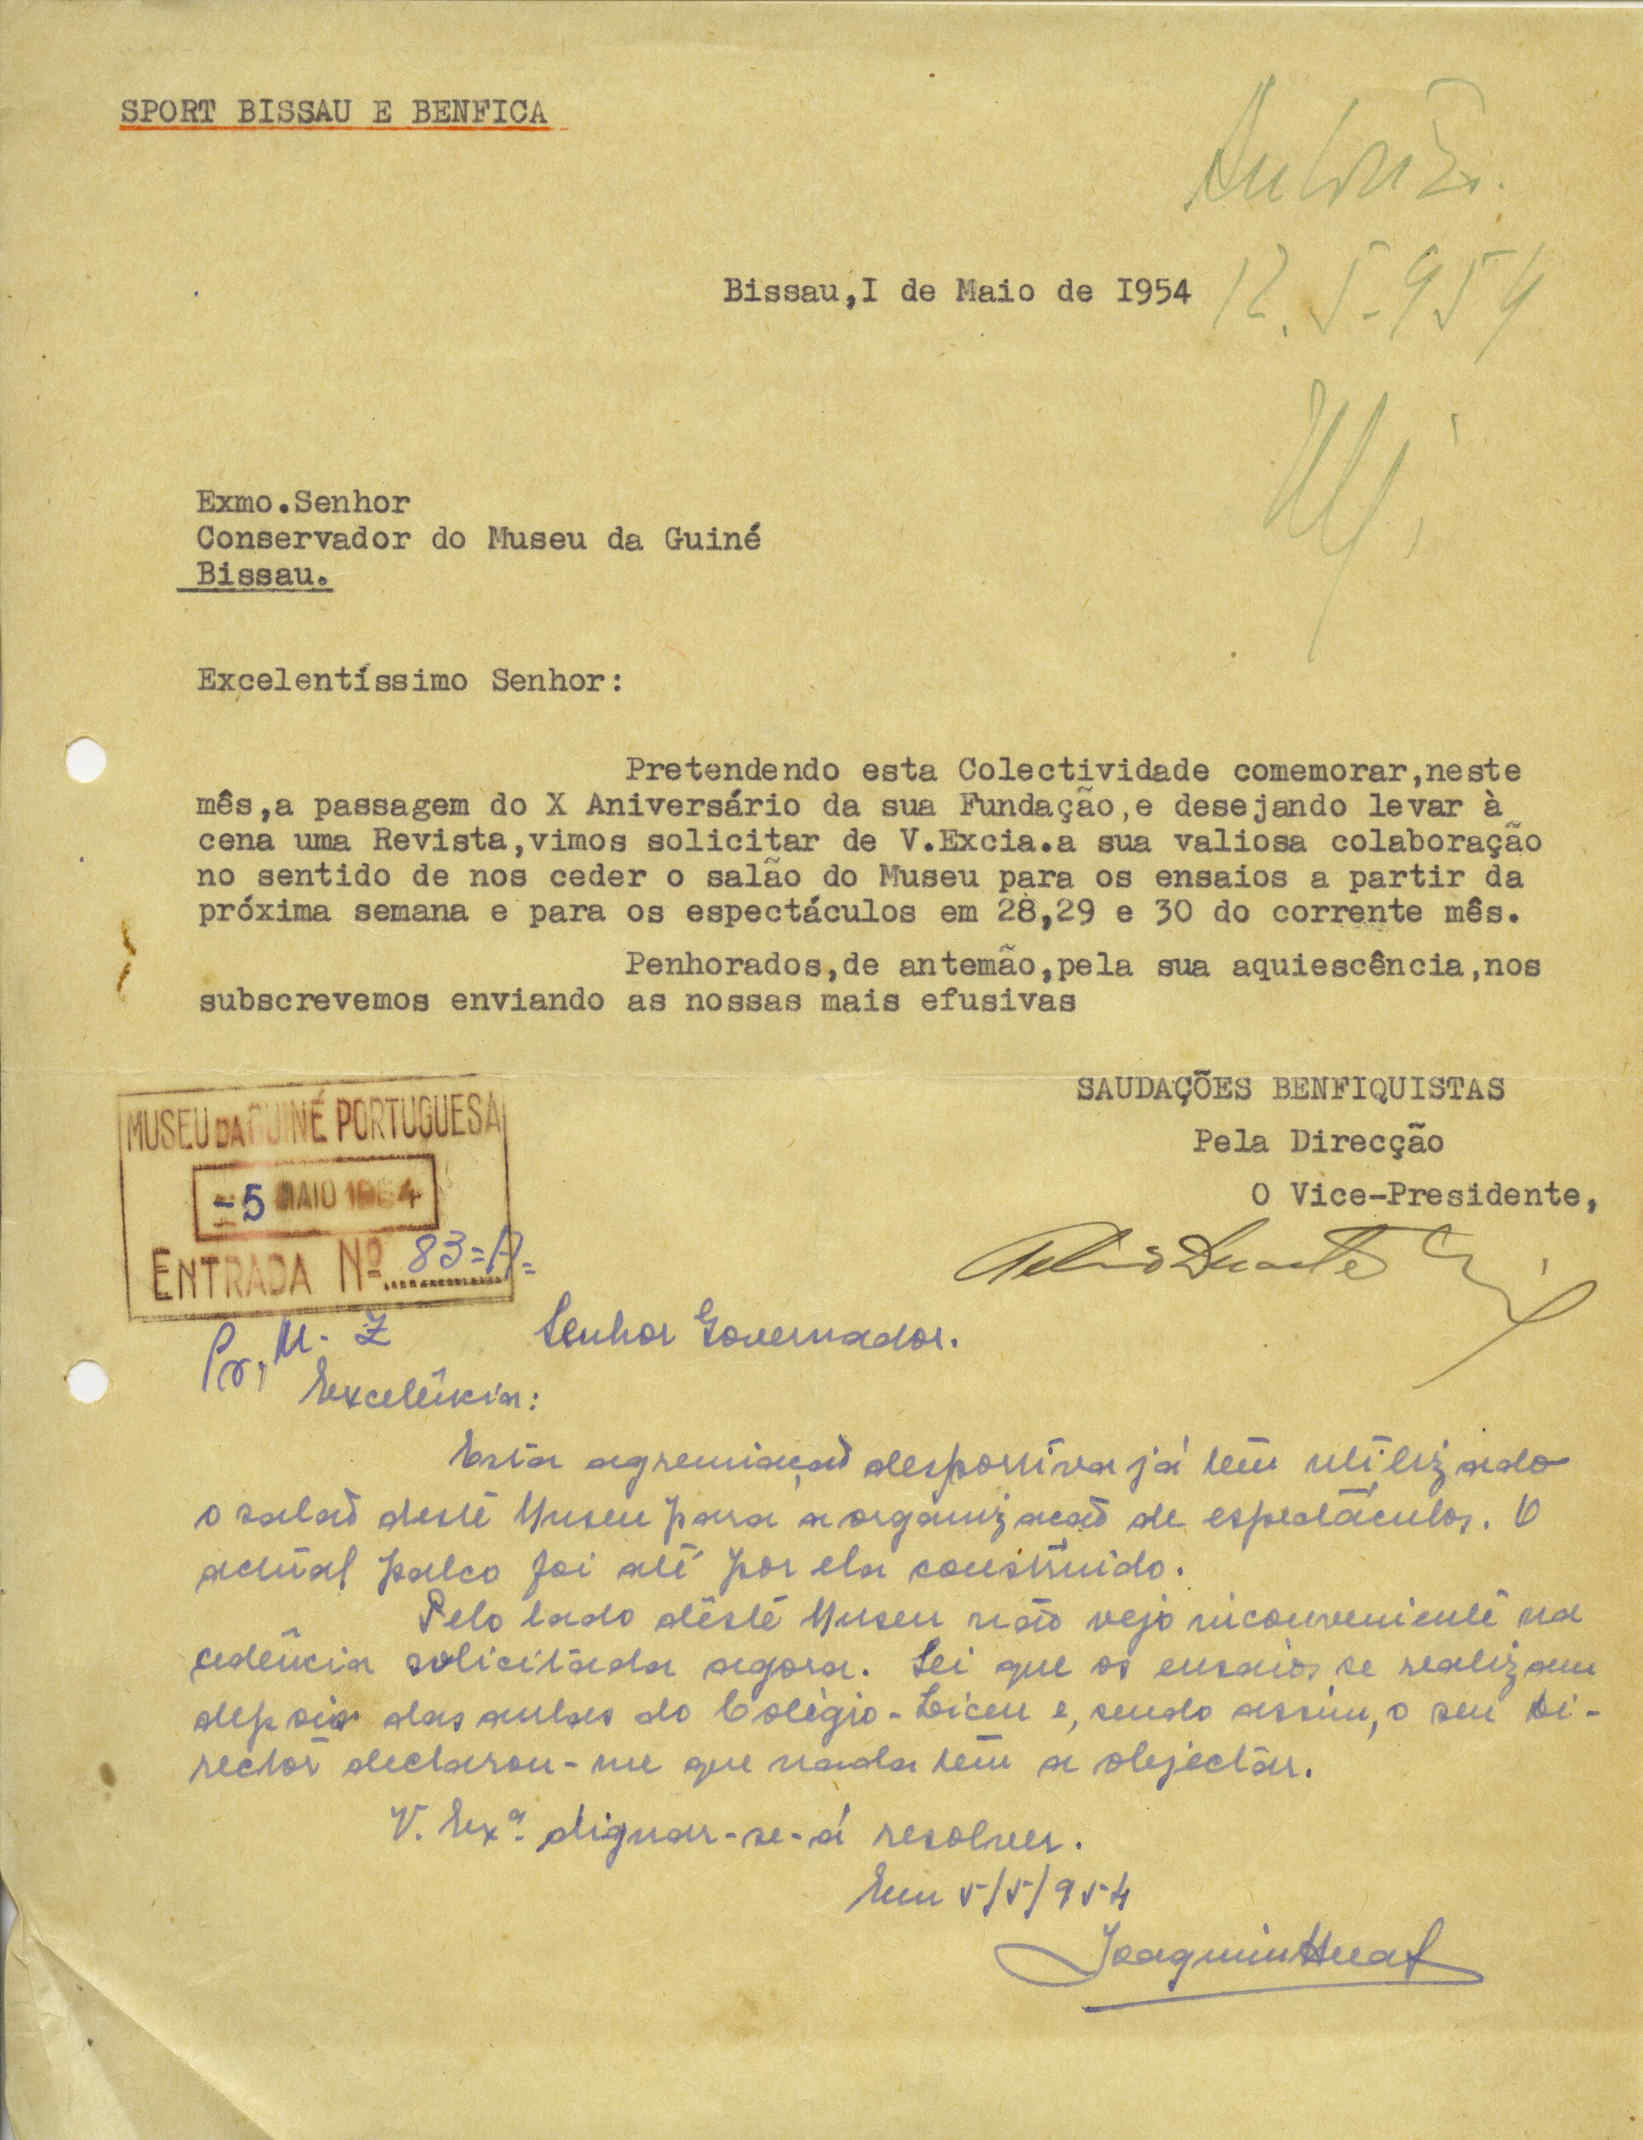 SPORT BISSAU E BENFICA
Autorizo.
Bissau,I de Maio de I954
12.5-954
Exmo.Senhor
Conservador do Museu da Guiné
Bissau.
Excelentíssimo Senhor:
Pretendendo esta Colectividade comemorar,neste
mês,a passagem do X Aniversário da sua Fundação,e desejando levar à
cena uma Revista,vimos solicitar de V.Excia.a sua valiosa colaboração
no sentido de nos ceder o salão do Museu para os ensaios a partir da
próxima semana e para os espectáculos em 28,29 e 30 do corrente mês.
Penhorados,de antemão,pela sua aquiescência,nos
subscrevemos enviando as nossas mais efusivas
SAUDAÇÕES BENFIQUISTAS
Pela Direcção
O Vice-Presidente,
MUSEU DA GUINÉ PORTUGUESA
-5 MAIO 1954
ENTRADA Nº 83=A=
Senhor Governador.
Excelência:
Esta agremiação desportiva já tem utilizado
o salão deste Museu para a organização de espectáculos. O
actual palco foi até por ela construido.
Pelo lado dêste Museu não vejo inconveniente na
cedência solicitada agora. Sei que os ensaios se realizam
depois das aulas do Colégio-Liceu e, sendo assim, o seu Di-
rector declarou-me que nada tem a objectar.
V. Exª. dignar-se-á resolver.
Em 5/5/954